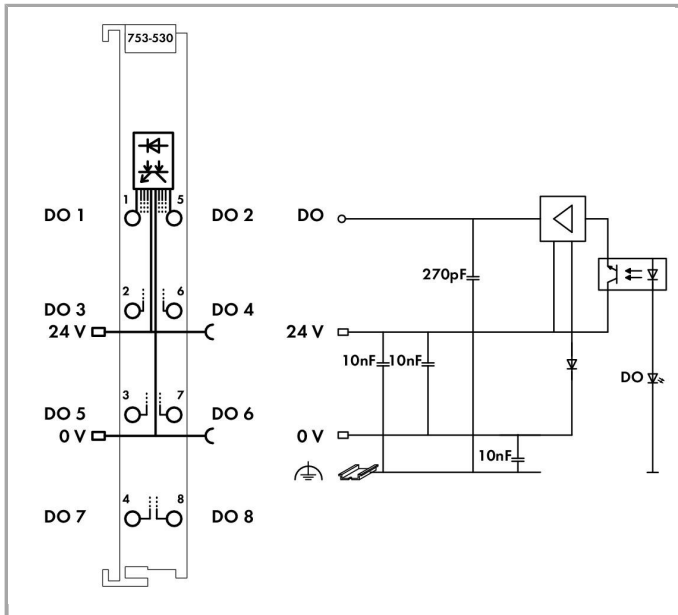 753-530
1 5
DO 1 DO 2 DO
270pF
2 6
DO 3 DO 4
24 V 24 V
10nF 10nF DO
3 7
DO 5 DO 6
0 V 0 V
10nF
4 8
DO 7 DO 8